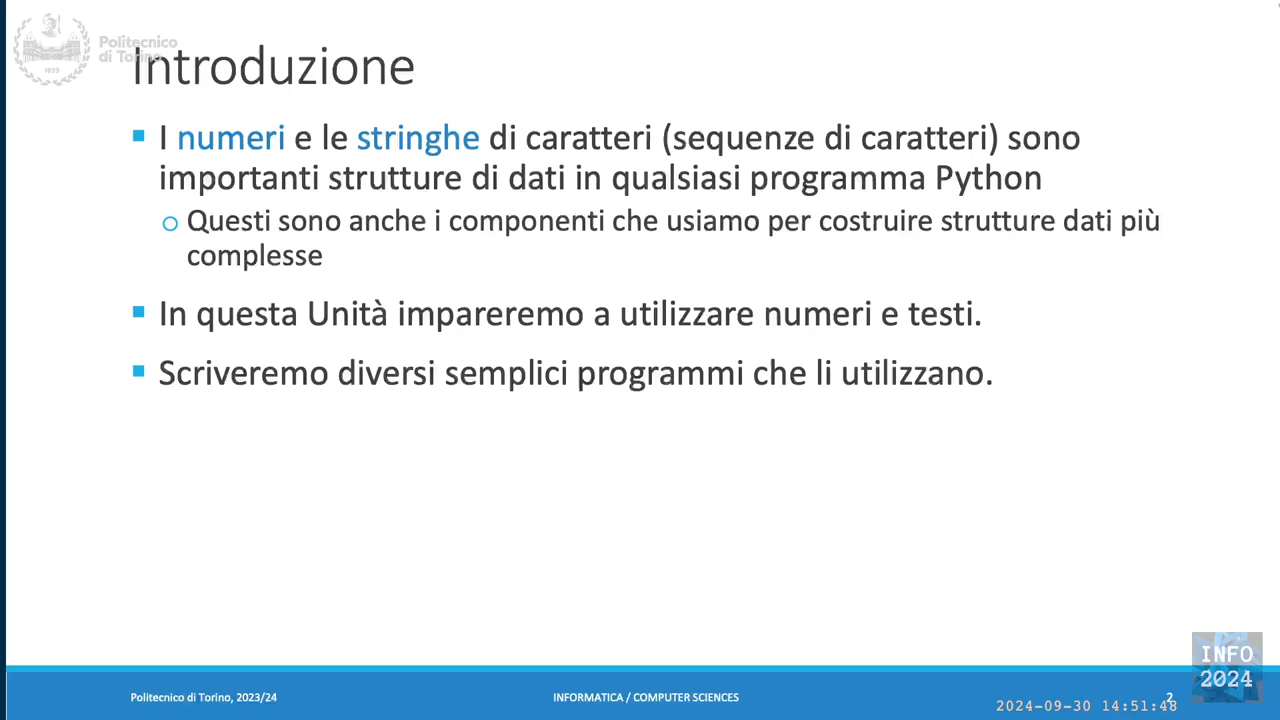 Politecnico
di Torino
Introduzione
I numeri e le stringhe di caratteri (sequenze di caratteri) sono
importanti strutture di dati in qualsiasi programma Python
Questi sono anche i componenti che usiamo per costruire strutture dati più
complesse
In questa Unità impareremo a utilizzare numeri e testi.
Scriveremo diversi semplici programmi che li utilizzano.
INFO
2024
Politecnico di Torino, 2023/24
INFORMATICA / COMPUTER SCIENCES
2
2024-09-30 14:51:48